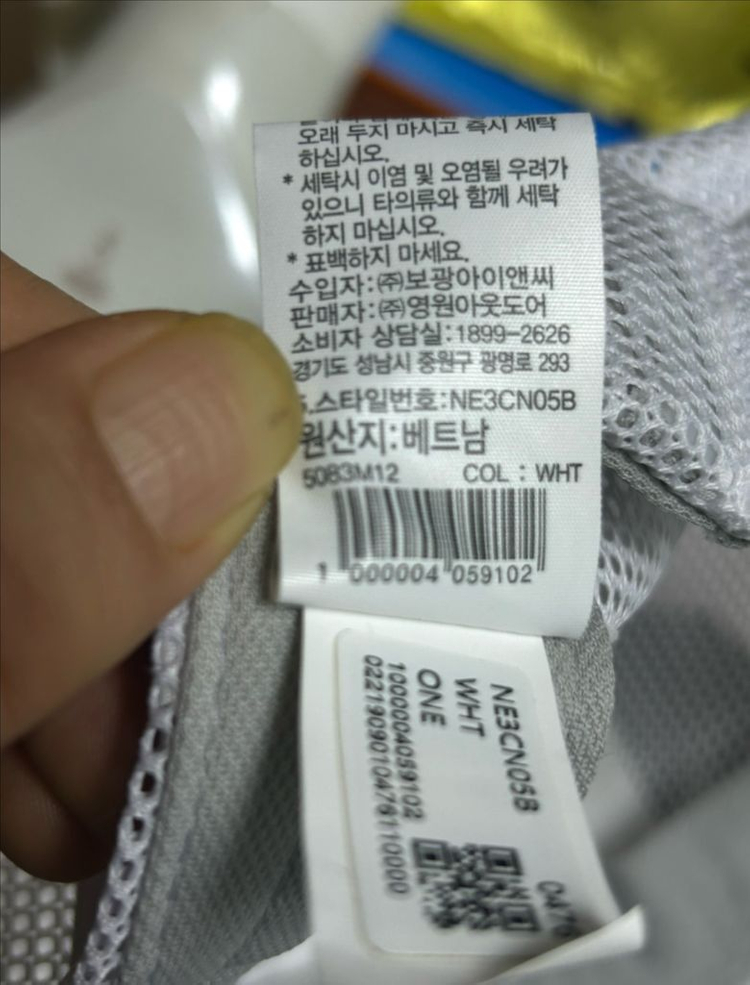 오래 두지 마시고 즉시 세탁
하십시오.
* 세탁시 이염 및 오염될 우려가
있으니 타의류와 함께 세탁
하지 마십시오.
* 표백하지 마세요.
수입자:㈜보광아이앤씨
판매자:㈜영원아웃도어
소비자 상담실:1899-2626
경기도 성남시 중원구 광명로 293
.스타일번호:NE3CN05B
원산지:베트남
5083M12 COL : WHT
1 000004 059102
NE3CN05B
WHT
ONE
1000004059102
0221909010476110000